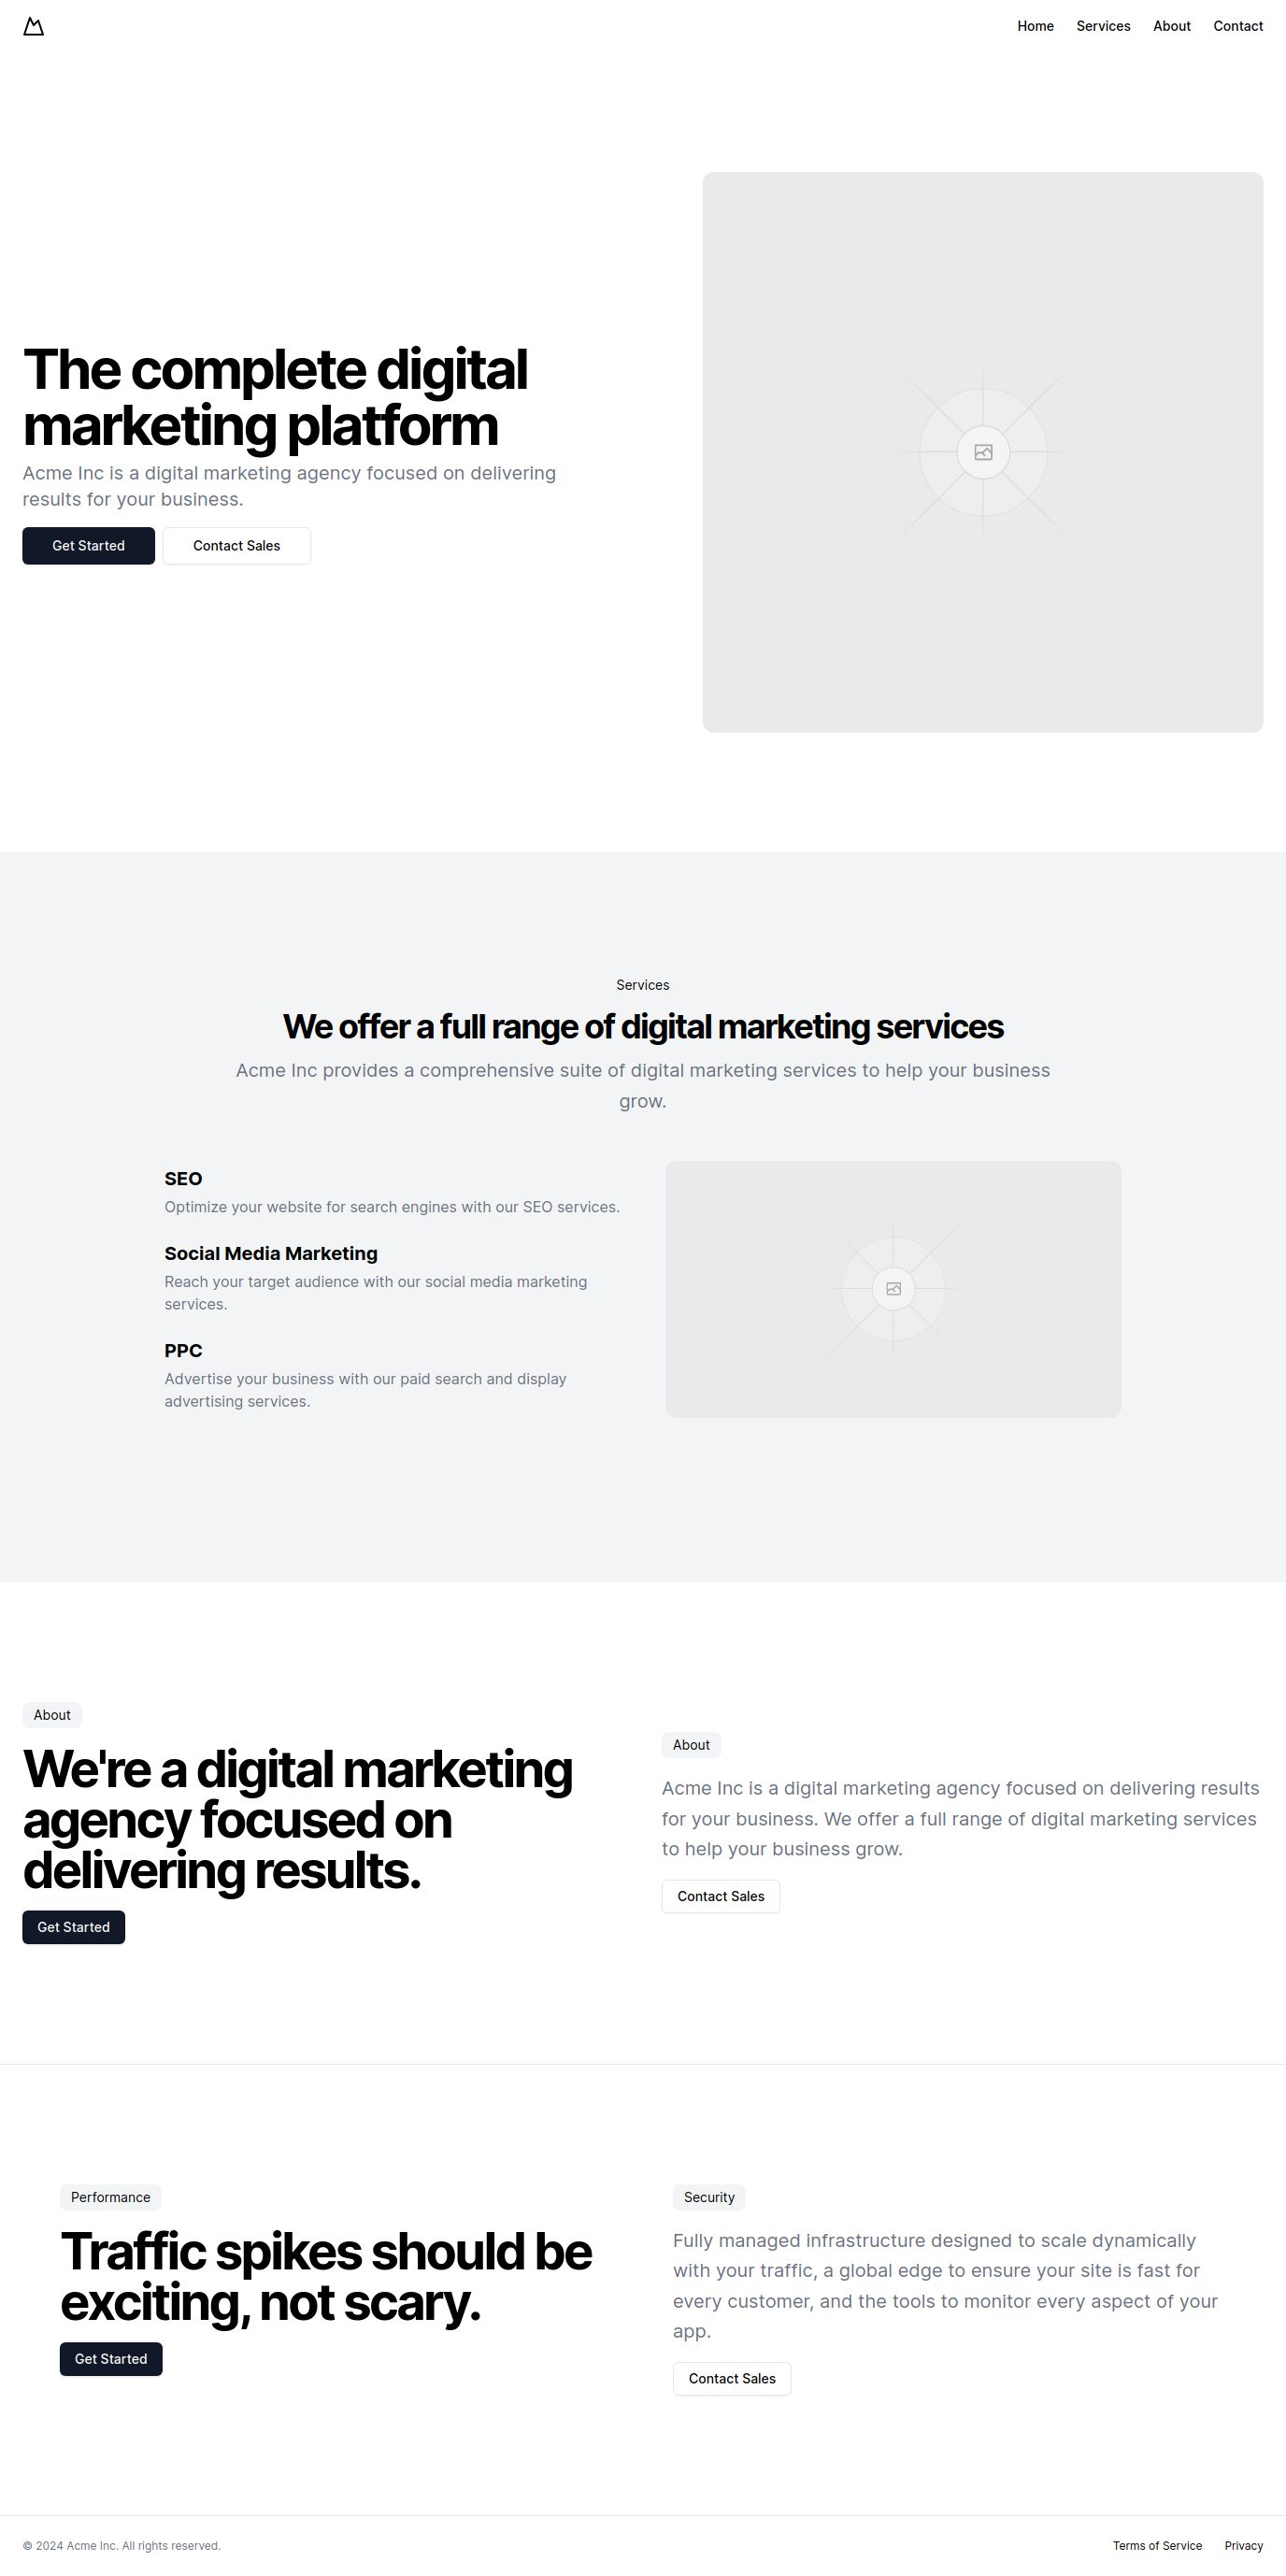 Home Services About Contact
The complete digital
marketing platform
Acme Inc is a digital marketing agency focused on delivering
results for your business.
Get Started Contact Sales
Services
We offer a full range of digital marketing services
Acme Inc provides a comprehensive suite of digital marketing services to help your business
grow.
SEO
Optimize your website for search engines with our SEO services.
Social Media Marketing
Reach your target audience with our social media marketing
services.
PPC
Advertise your business with our paid search and display
advertising services.
About
We're a digital marketing
agency focused on
delivering results.
Get Started
About
Acme Inc is a digital marketing agency focused on delivering results
for your business. We offer a full range of digital marketing services
to help your business grow.
Contact Sales
Performance
Traffic spikes should be
exciting, not scary.
Get Started
Security
Fully managed infrastructure designed to scale dynamically
with your traffic, a global edge to ensure your site is fast for
every customer, and the tools to monitor every aspect of your
app.
Contact Sales
© 2024 Acme Inc. All rights reserved.
Terms of Service Privacy